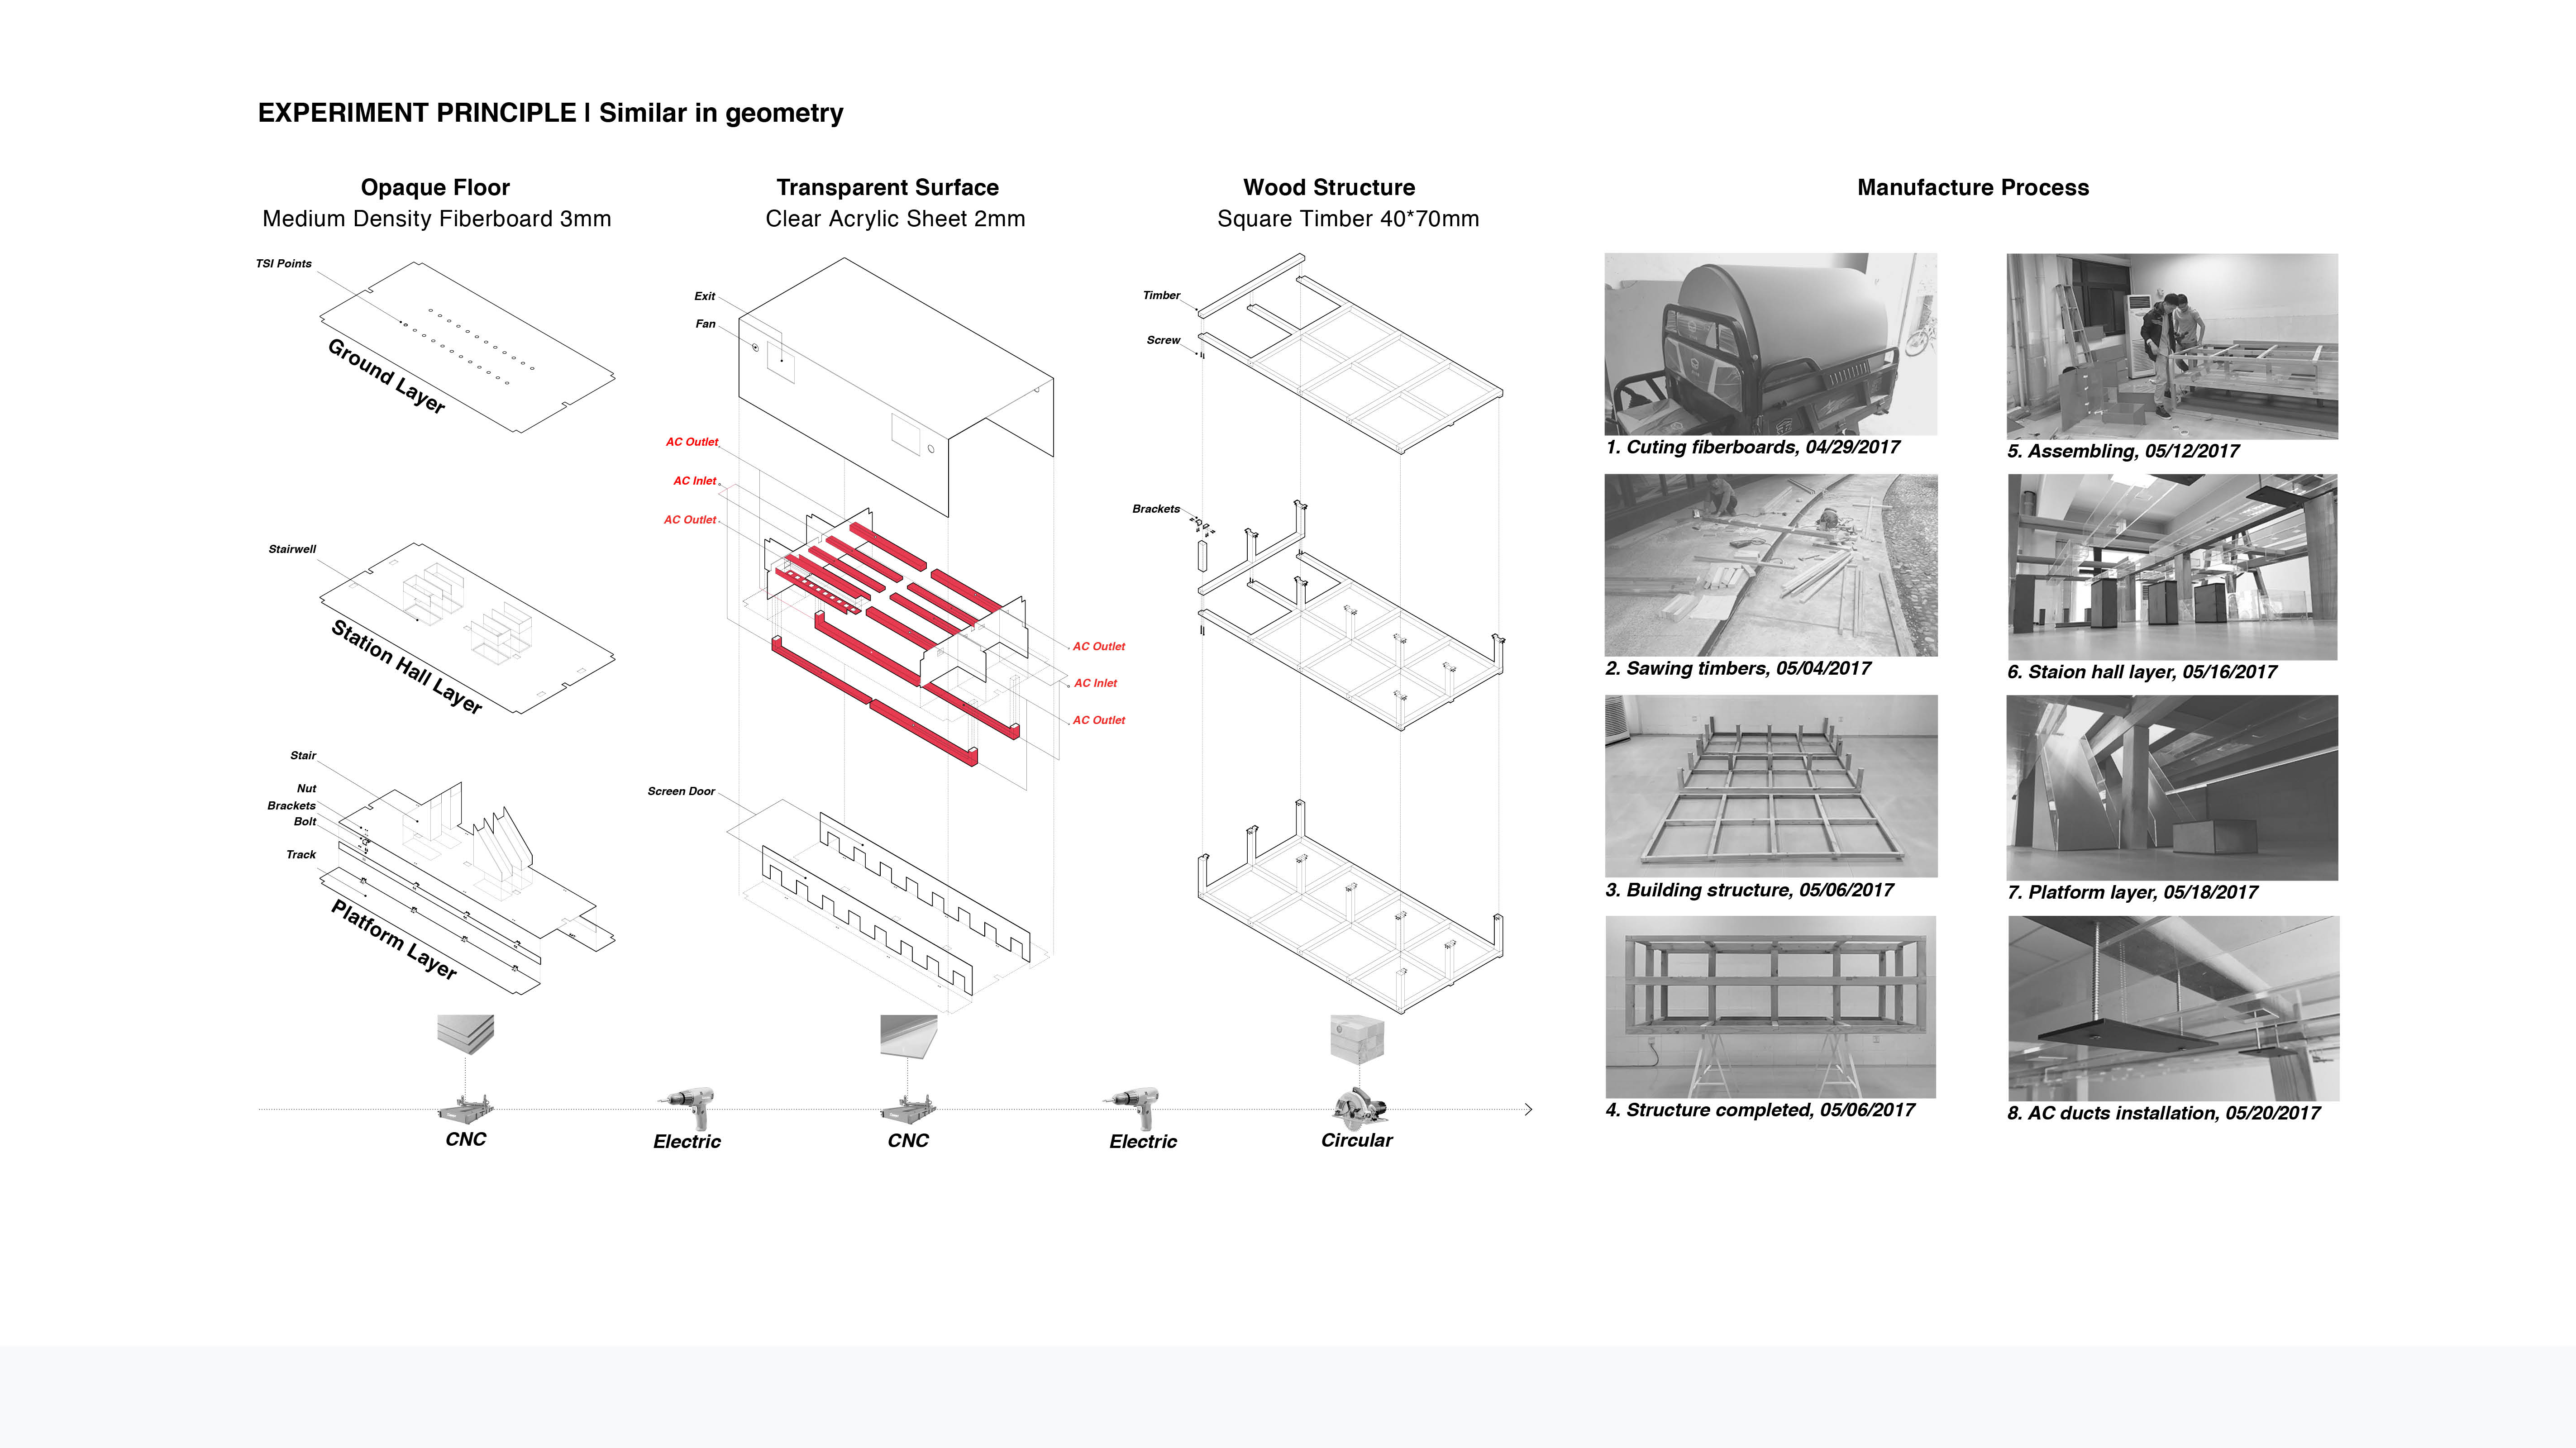 EXPERIMENT PRINCIPLE | Similar in geometry
Opaque Floor
Medium Density Fiberboard 3mm
TSI Points
Ground Layer
Stairwell
Station Hall Layer
Stair
Nut
Brackets
Bolt
Track
Platform Layer
Transparent Surface
Clear Acrylic Sheet 2mm
Exit
Fan
AC Outlet
AC Inlet
AC Outlet
AC Outlet
AC Inlet
AC Outlet
Screen Door
Wood Structure
Square Timber 40*70mm
Timber
Screw
Brackets
CNC
Electric
CNC
Electric
Circular
Manufacture Process
1. Cuting fiberboards, 04/29/2017
2. Sawing timbers, 05/04/2017
3. Building structure, 05/06/2017
4. Structure completed, 05/06/2017
5. Assembling, 05/12/2017
6. Staion hall layer, 05/16/2017
7. Platform layer, 05/18/2017
8. AC ducts installation, 05/20/2017